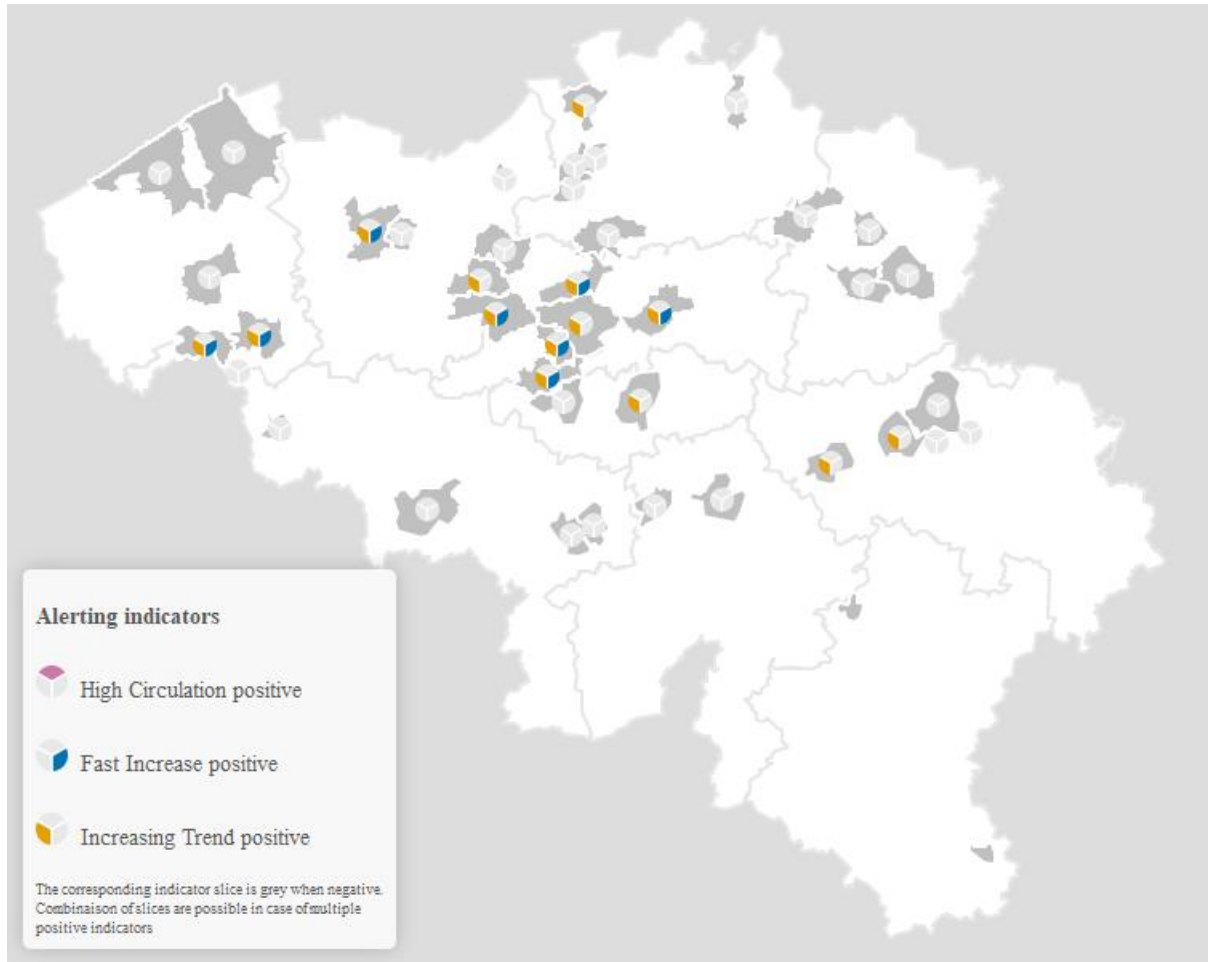 Alerting indicators
High Circulation positive
Fast Increase positive
Increasing Trend positive
The corresponding indicator slice is grey when negative.
Combinaison of slices are possible in case of multiple
positive indicators